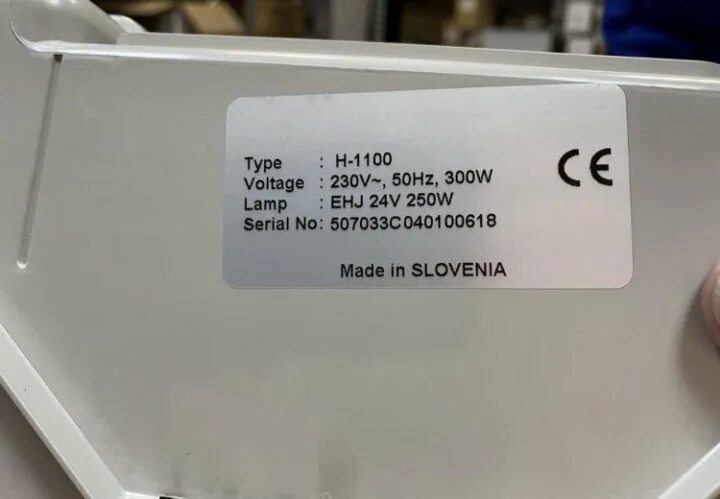 Type : H-1100
Voltage : 230V~, 50Hz, 300W
Lamp : EHJ 24V 250W
Serial No: 507033C040100618
CE
Made in SLOVENIA